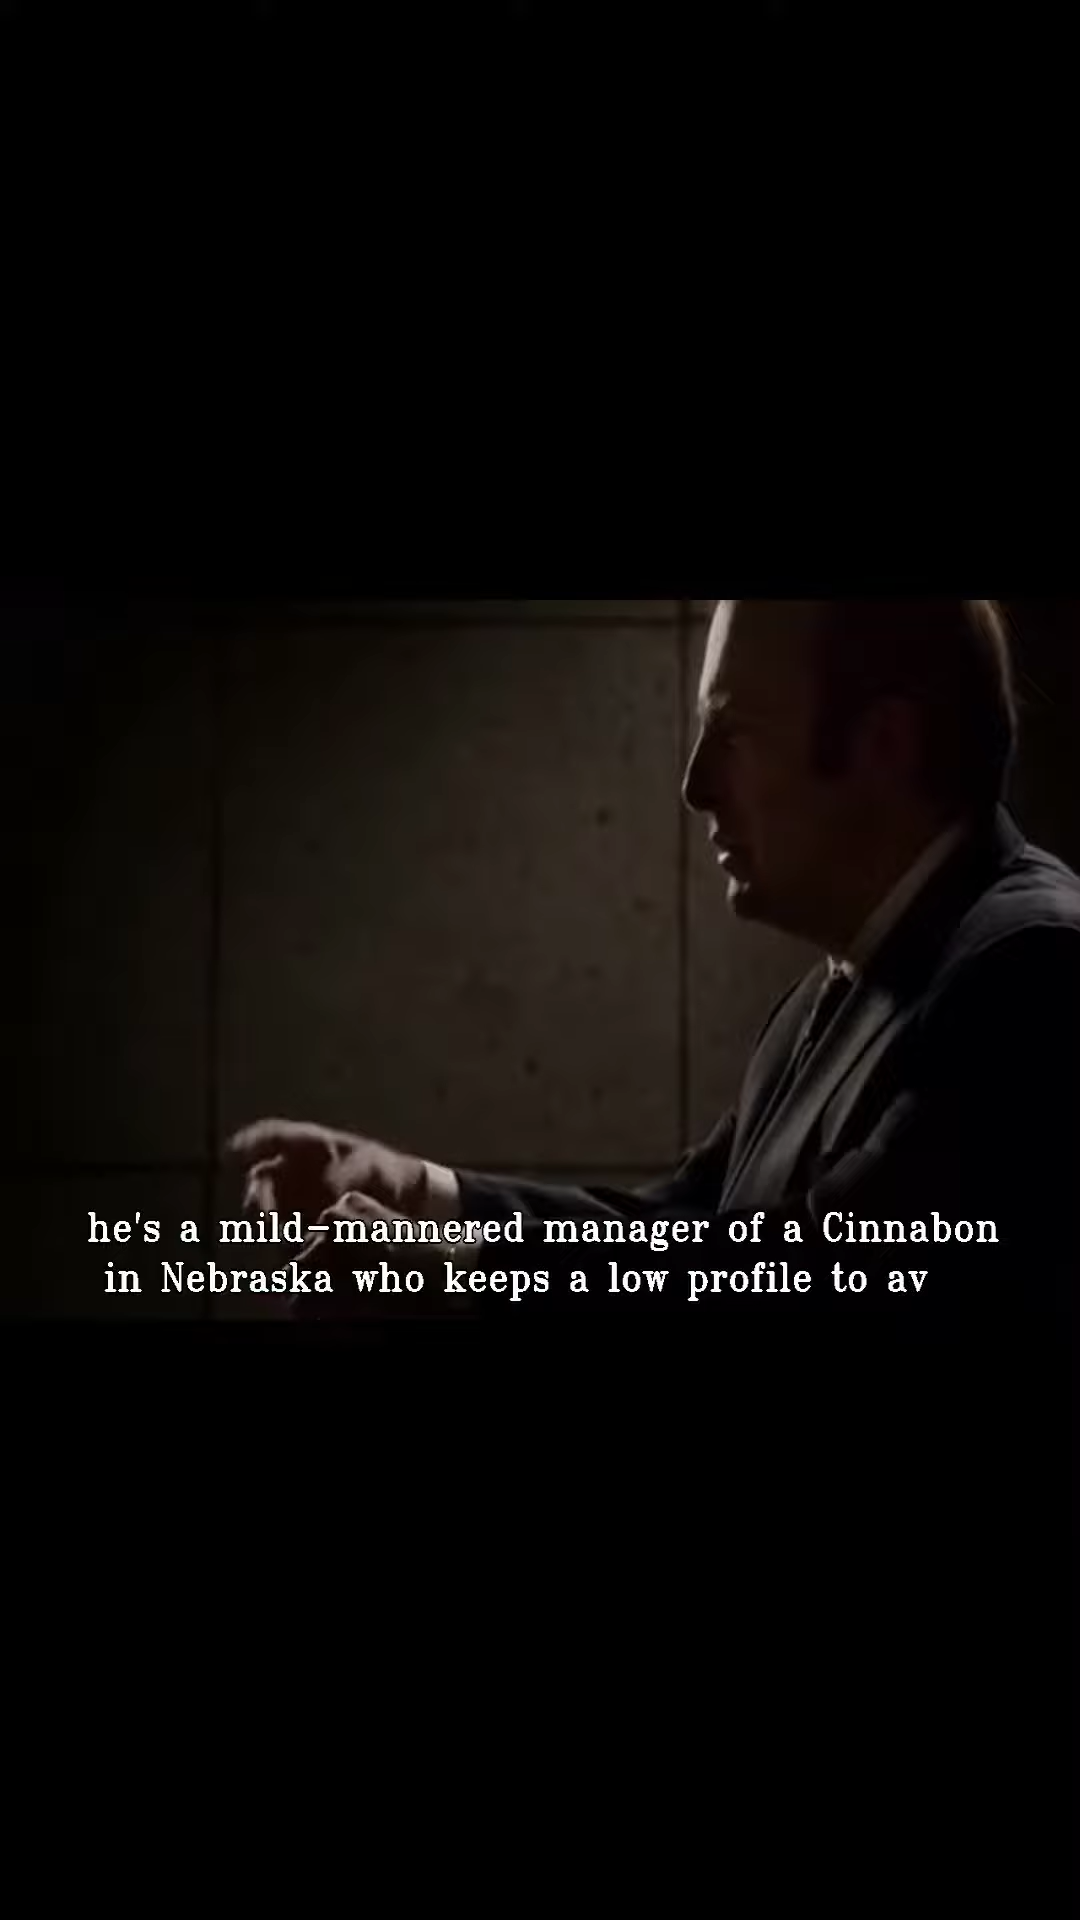 he's a mild-mannered manager of a Cinnabon
in Nebraska who keeps a low profile to av